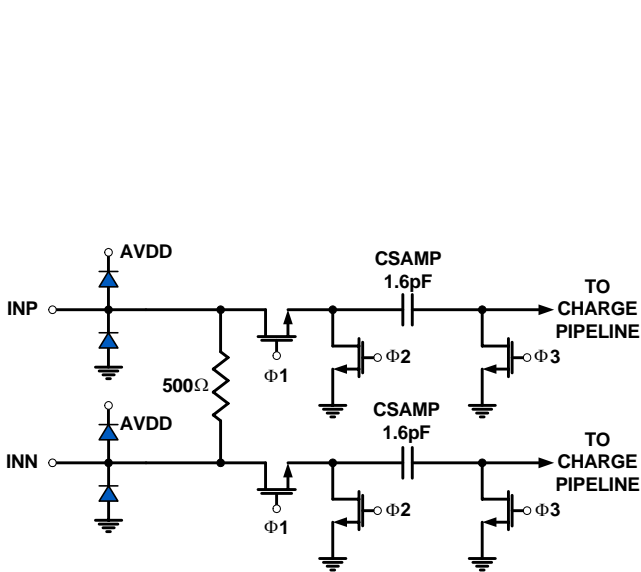 AVDD
CSAMP
1.6pF
TO
CHARGE
PIPELINE
INP
Φ2
Φ3
Φ1
500Ω
AVDD
CSAMP
1.6pF
TO
CHARGE
PIPELINE
INN
Φ2
Φ3
Φ1